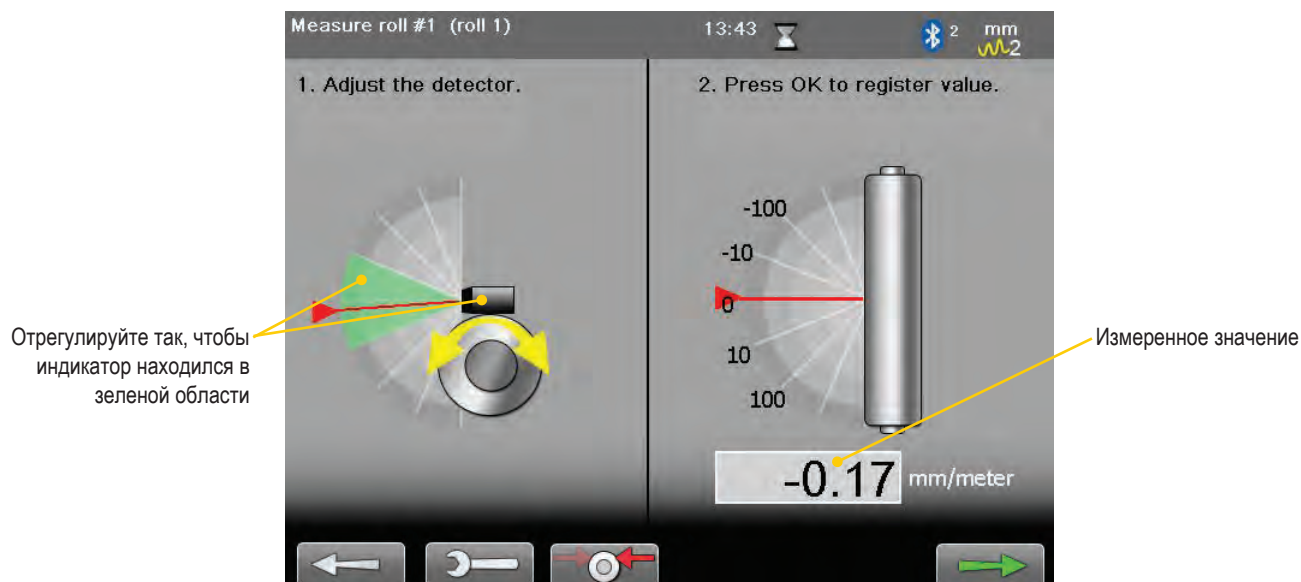 Measure roll #1 (roll 1)
13:43
2
mm
2
1. Adjust the detector.
2. Press OK to register value.
-100
-10
0
10
100
Отрегулируйте так, чтобы
индикатор находился в
зеленой области
Измеренное значение
-0.17 mm/meter